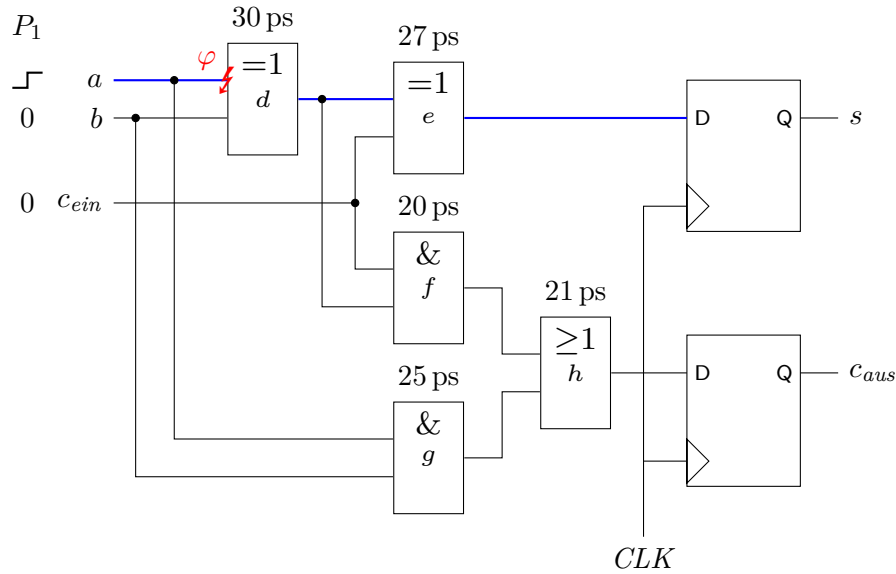 P₁
30 ps
27 ps
φ
=1
d
=1
e
a
0
b
D
Q
s
0
c_ein
20 ps
&
f
21 ps
≥1
h
25 ps
&
g
D
Q
c_aus
CLK